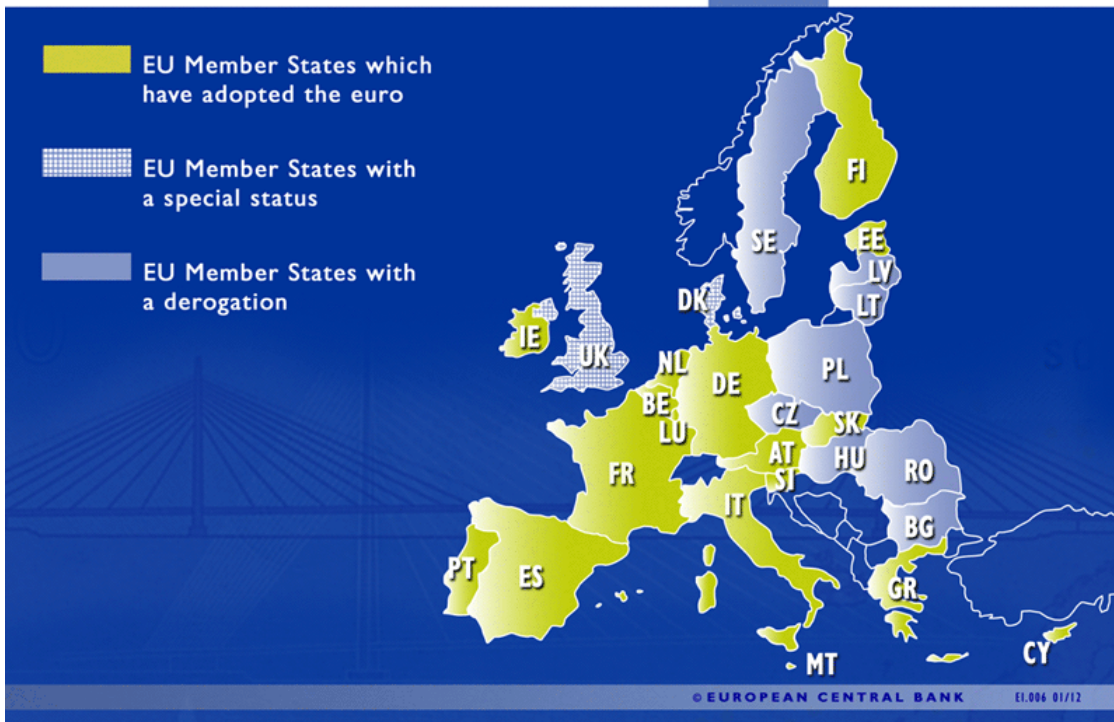 EU Member States which
have adopted the euro
EU Member States with
a special status
EU Member States with
a derogation
FI
SE
EE
LV
LT
DK
IE
UK
NL
DE
PL
BE
CZ
LU
SK
AT
HU
FR
SI
RO
IT
BG
PT
ES
GR
CY
MT
© EUROPEAN CENTRAL BANK EI.006 01/12